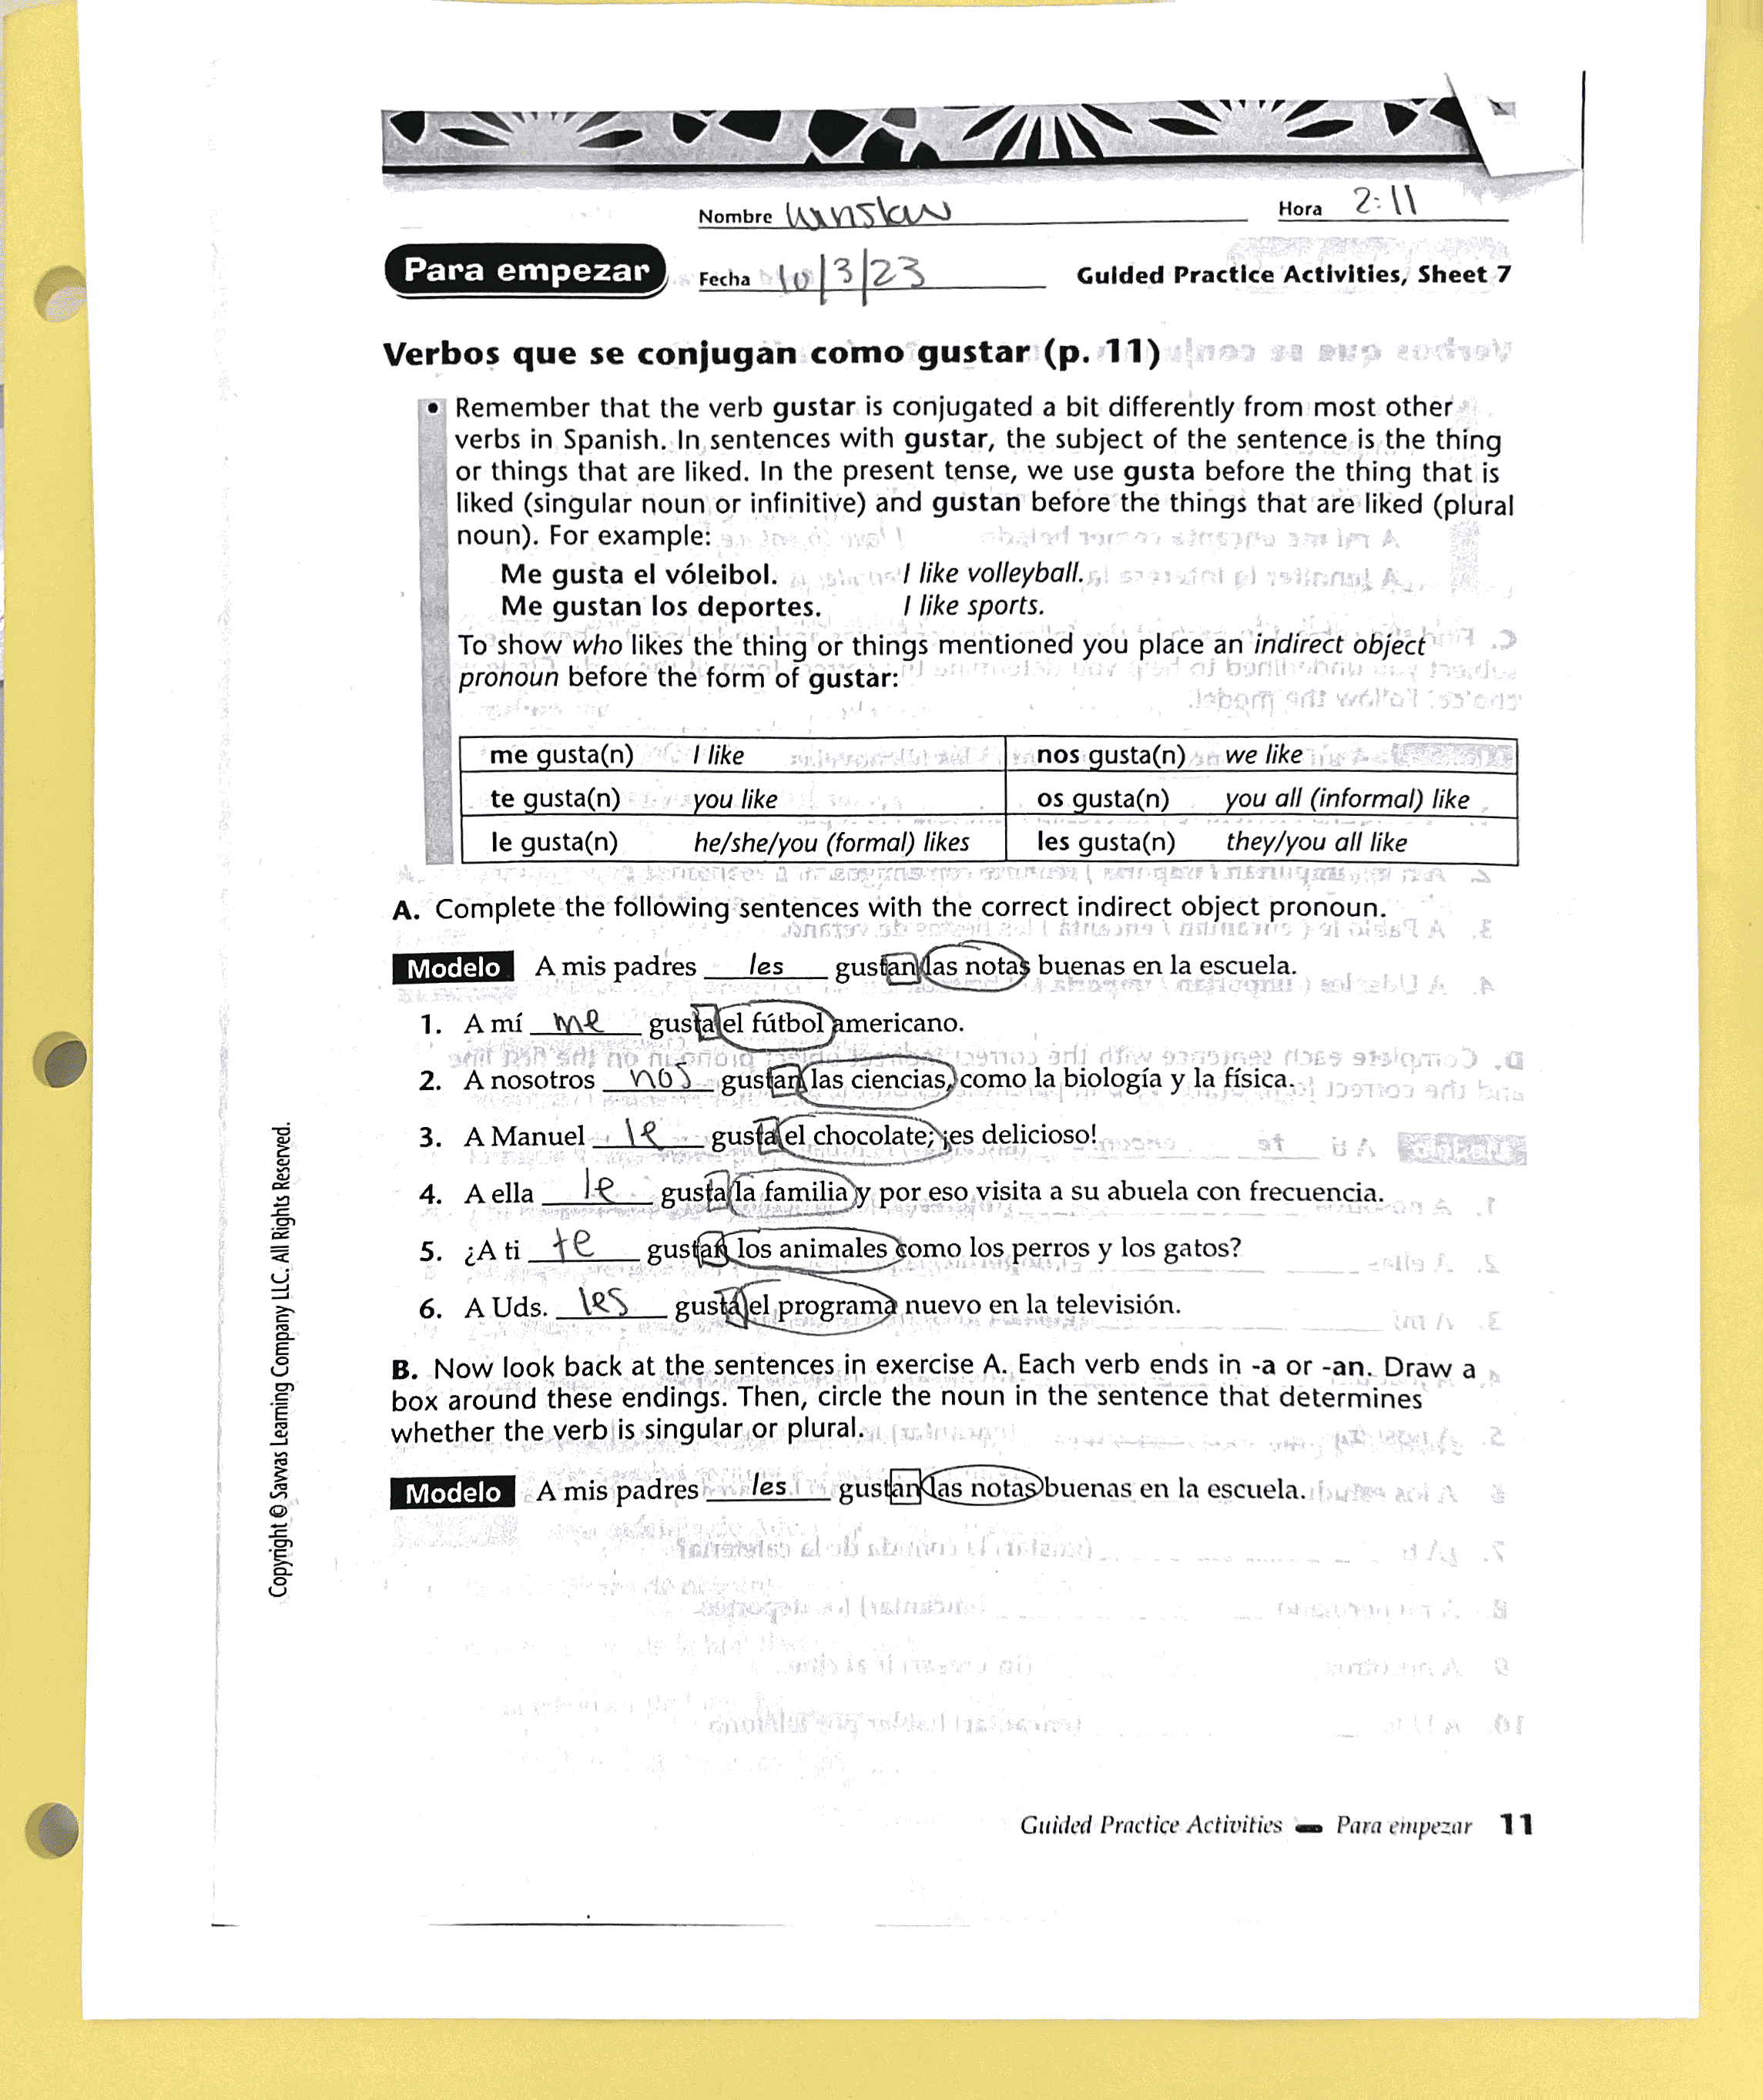 Nombre Winslow Hora 2:11
Para empezar Fecha 10/3/23 Guided Practice Activities, Sheet 7
Verbos que se conjugan como gustar (p. 11)
• Remember that the verb gustar is conjugated a bit differently from most other
verbs in Spanish. In sentences with gustar, the subject of the sentence is the thing
or things that are liked. In the present tense, we use gusta before the thing that is
liked (singular noun or infinitive) and gustan before the things that are liked (plural
noun). For example:
Me gusta el vóleibol. I like volleyball.
Me gustan los deportes. I like sports.
To show who likes the thing or things mentioned you place an indirect object
pronoun before the form of gustar:
me gusta(n) I like nos gusta(n) we like
te gusta(n) you like os gusta(n) you all (informal) like
le gusta(n) he/she/you (formal) likes les gusta(n) they/you all like
A. Complete the following sentences with the correct indirect object pronoun.
Modelo A mis padres les gustan las notas buenas en la escuela.
1. A mí me gusta el fútbol americano.
2. A nosotros nos gustan las ciencias, como la biología y la física.
3. A Manuel le gusta el chocolate; ¡es delicioso!
4. A ella le gusta la familia y por eso visita a su abuela con frecuencia.
5. ¿A ti te gustan los animales como los perros y los gatos?
6. A Uds. les gusta el programa nuevo en la televisión.
B. Now look back at the sentences in exercise A. Each verb ends in -a or -an. Draw a
box around these endings. Then, circle the noun in the sentence that determines
whether the verb is singular or plural.
Modelo A mis padres les gustan las notas buenas en la escuela.
Copyright © Savvas Learning Company LLC. All Rights Reserved.
Guided Practice Activities — Para empezar 11